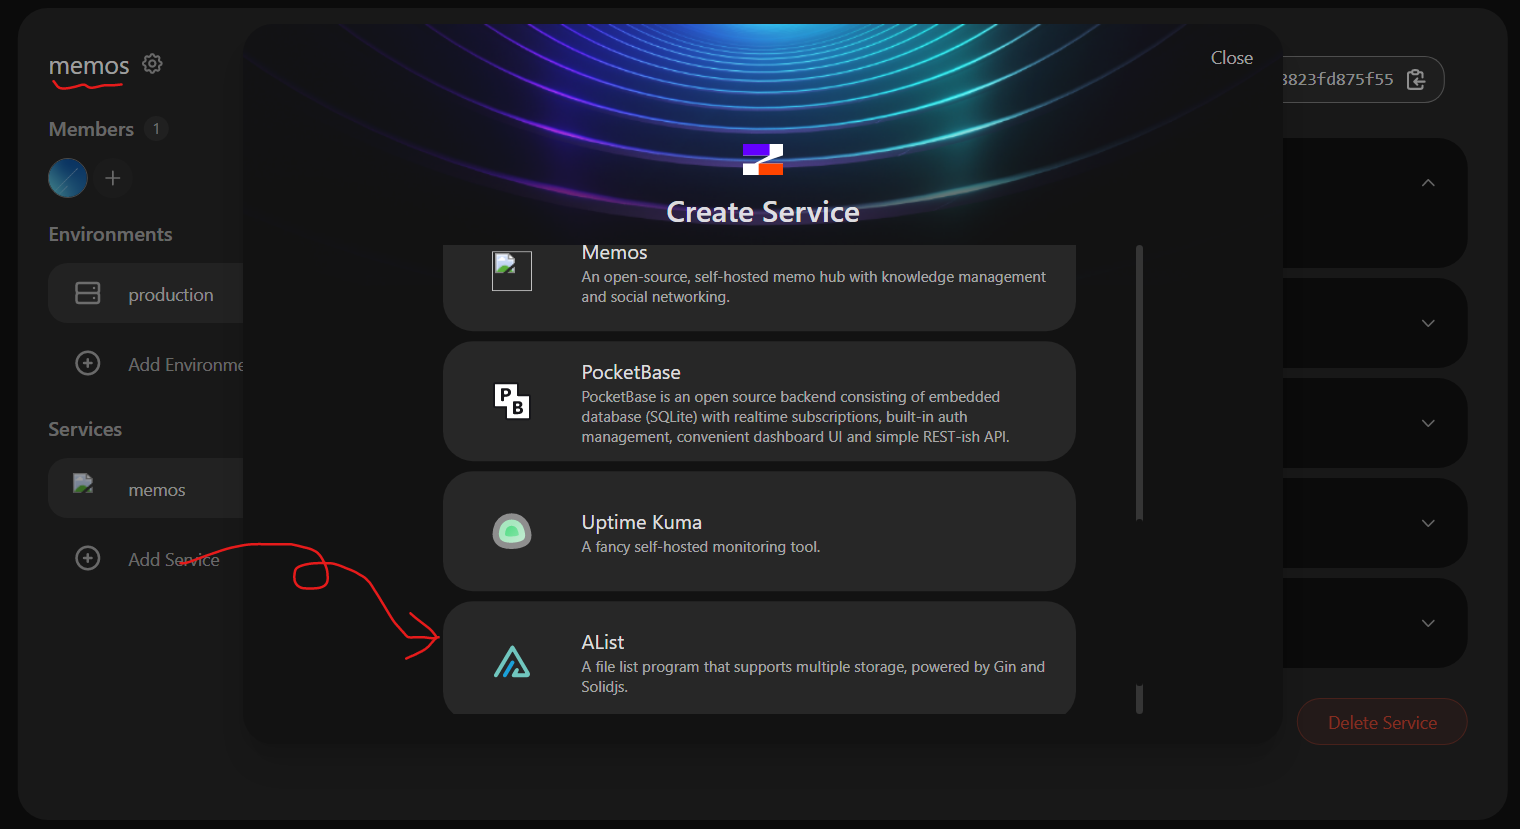 memos
Members 1
Environments
production
Add Environme
Services
memos
Add Service
Close
3823fd875f55
Create Service
Memos
An open-source, self-hosted memo hub with knowledge management
and social networking.
PB
PocketBase
PocketBase is an open source backend consisting of embedded
database (SQLite) with realtime subscriptions, built-in auth
management, convenient dashboard UI and simple REST-ish API.
Uptime Kuma
A fancy self-hosted monitoring tool.
AList
A file list program that supports multiple storage, powered by Gin and
Solidjs.
Delete Service